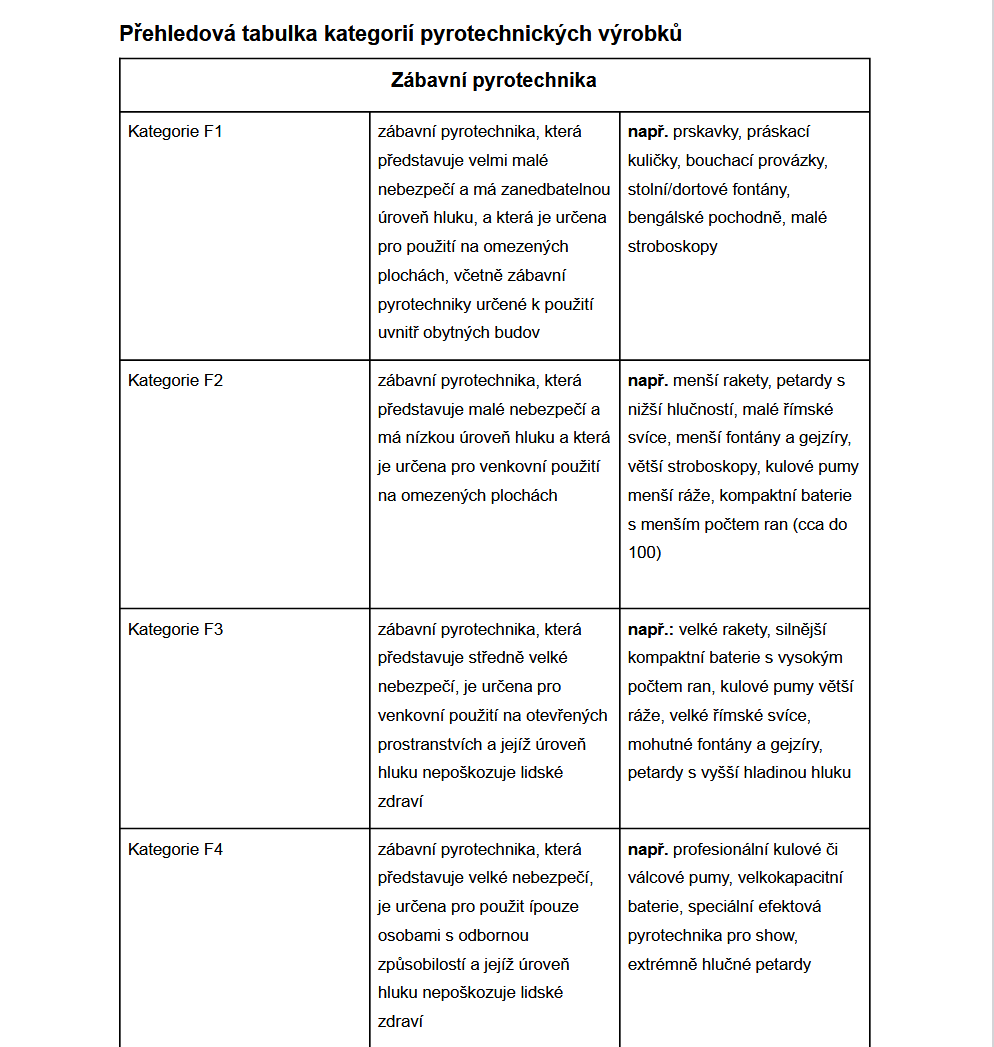 Přehledová tabulka kategorií pyrotechnických výrobků
Zábavní pyrotechnika
Kategorie F1
zábavní pyrotechnika, která
představuje velmi malé
nebezpečí a má zanedbatelnou
úroveň hluku, a která je určena
pro použití na omezených
plochách, včetně zábavní
pyrotechniky určené k použití
uvnitř obytných budov
např. prskavky, práskací
kuličky, bouchací provázky,
stolní/dortové fontány,
bengálské pochodně, malé
stroboskopy
Kategorie F2
zábavní pyrotechnika, která
představuje malé nebezpečí a
má nízkou úroveň hluku a která
je určena pro venkovní použití
na omezených plochách
např. menší rakety, petardy s
nižší hlučností, malé římské
svíce, menší fontány a gejzíry,
větší stroboskopy, kulové pumy
menší ráže, kompaktní baterie
s menším počtem ran (cca do
100)
Kategorie F3
zábavní pyrotechnika, která
představuje středně velké
nebezpečí, je určena pro
venkovní použití na otevřených
prostranstvích a jejíž úroveň
hluku nepoškozuje lidské
zdraví
např.: velké rakety, silnější
kompaktní baterie s vysokým
počtem ran, kulové pumy větší
ráže, velké římské svíce,
mohutné fontány a gejzíry,
petardy s vyšší hladinou hluku
Kategorie F4
zábavní pyrotechnika, která
představuje velké nebezpečí,
je určena pro použit ípouze
osobami s odbornou
způsobilostí a jejíž úroveň
hluku nepoškozuje lidské
zdraví
např. profesionální kulové či
válcové pumy, velkokapacitní
baterie, speciální efektová
pyrotechnika pro show,
extrémně hlučné petardy